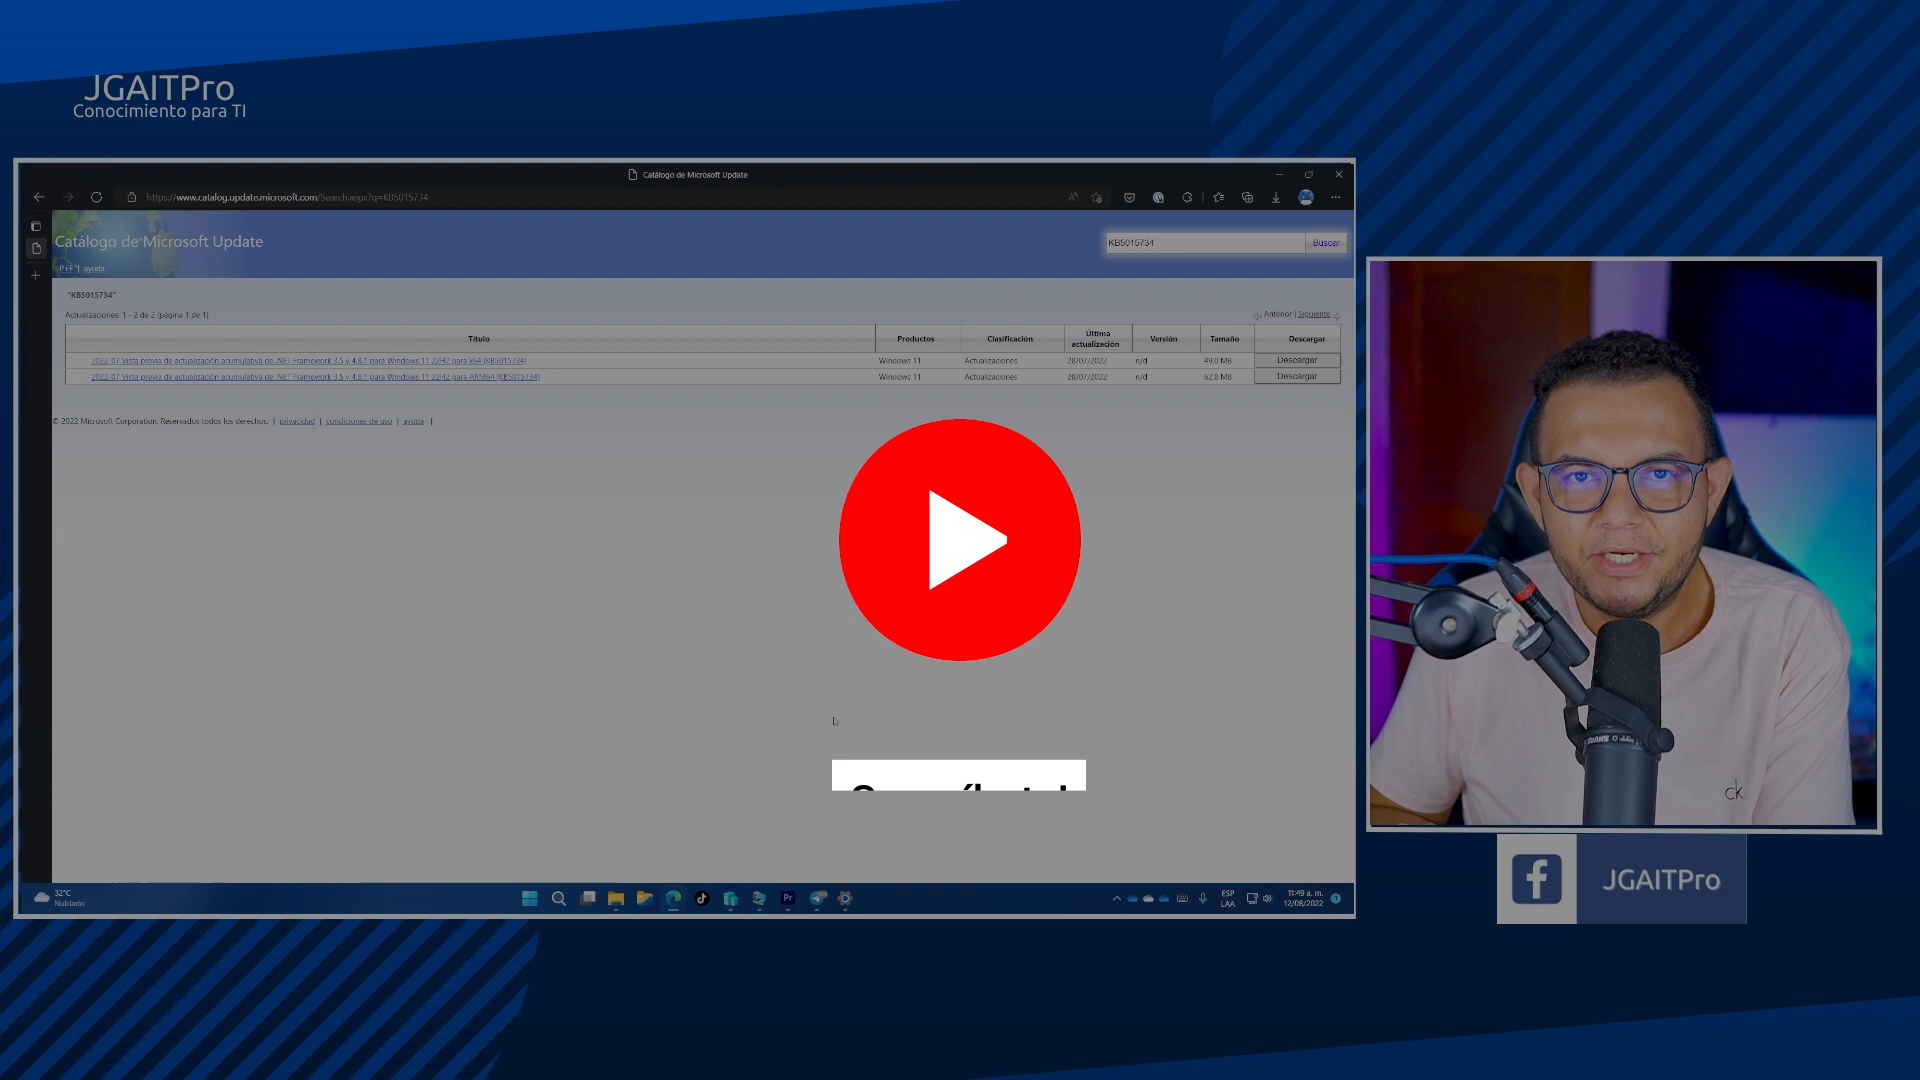 JGAITPro
Conocimiento para TI
Catálogo de Microsoft Update
https://www.catalog.update.microsoft.com/Search.aspx?q=KB5015734
Catálogo de Microsoft Update
KB5015734
Buscar
P+F | ayuda
"KB5015734"
Actualizaciones: 1 - 2 de 2 (página 1 de 1)
Anterior | Siguiente
Título Productos Clasificación Última actualización Versión Tamaño Descargar
2022-07 Vista previa de actualización acumulativa de .NET Framework 3.5 y 4.8.1 para Windows 11 22H2 para x64 (KB5015734) Windows 11 Actualizaciones 28/07/2022 n/d 49,0 MB Descargar
2022-07 Vista previa de actualización acumulativa de .NET Framework 3.5 y 4.8.1 para Windows 11 22H2 para ARM64 (KB5015734) Windows 11 Actualizaciones 28/07/2022 n/d 62,8 MB Descargar
© 2022 Microsoft Corporation. Reservados todos los derechos. | privacidad | condiciones de uso | ayuda |
SHURE
ck
JGAITPro
32°C
Nublado
Pr
ESP
LAA
11:49 a. m.
12/08/2022
1